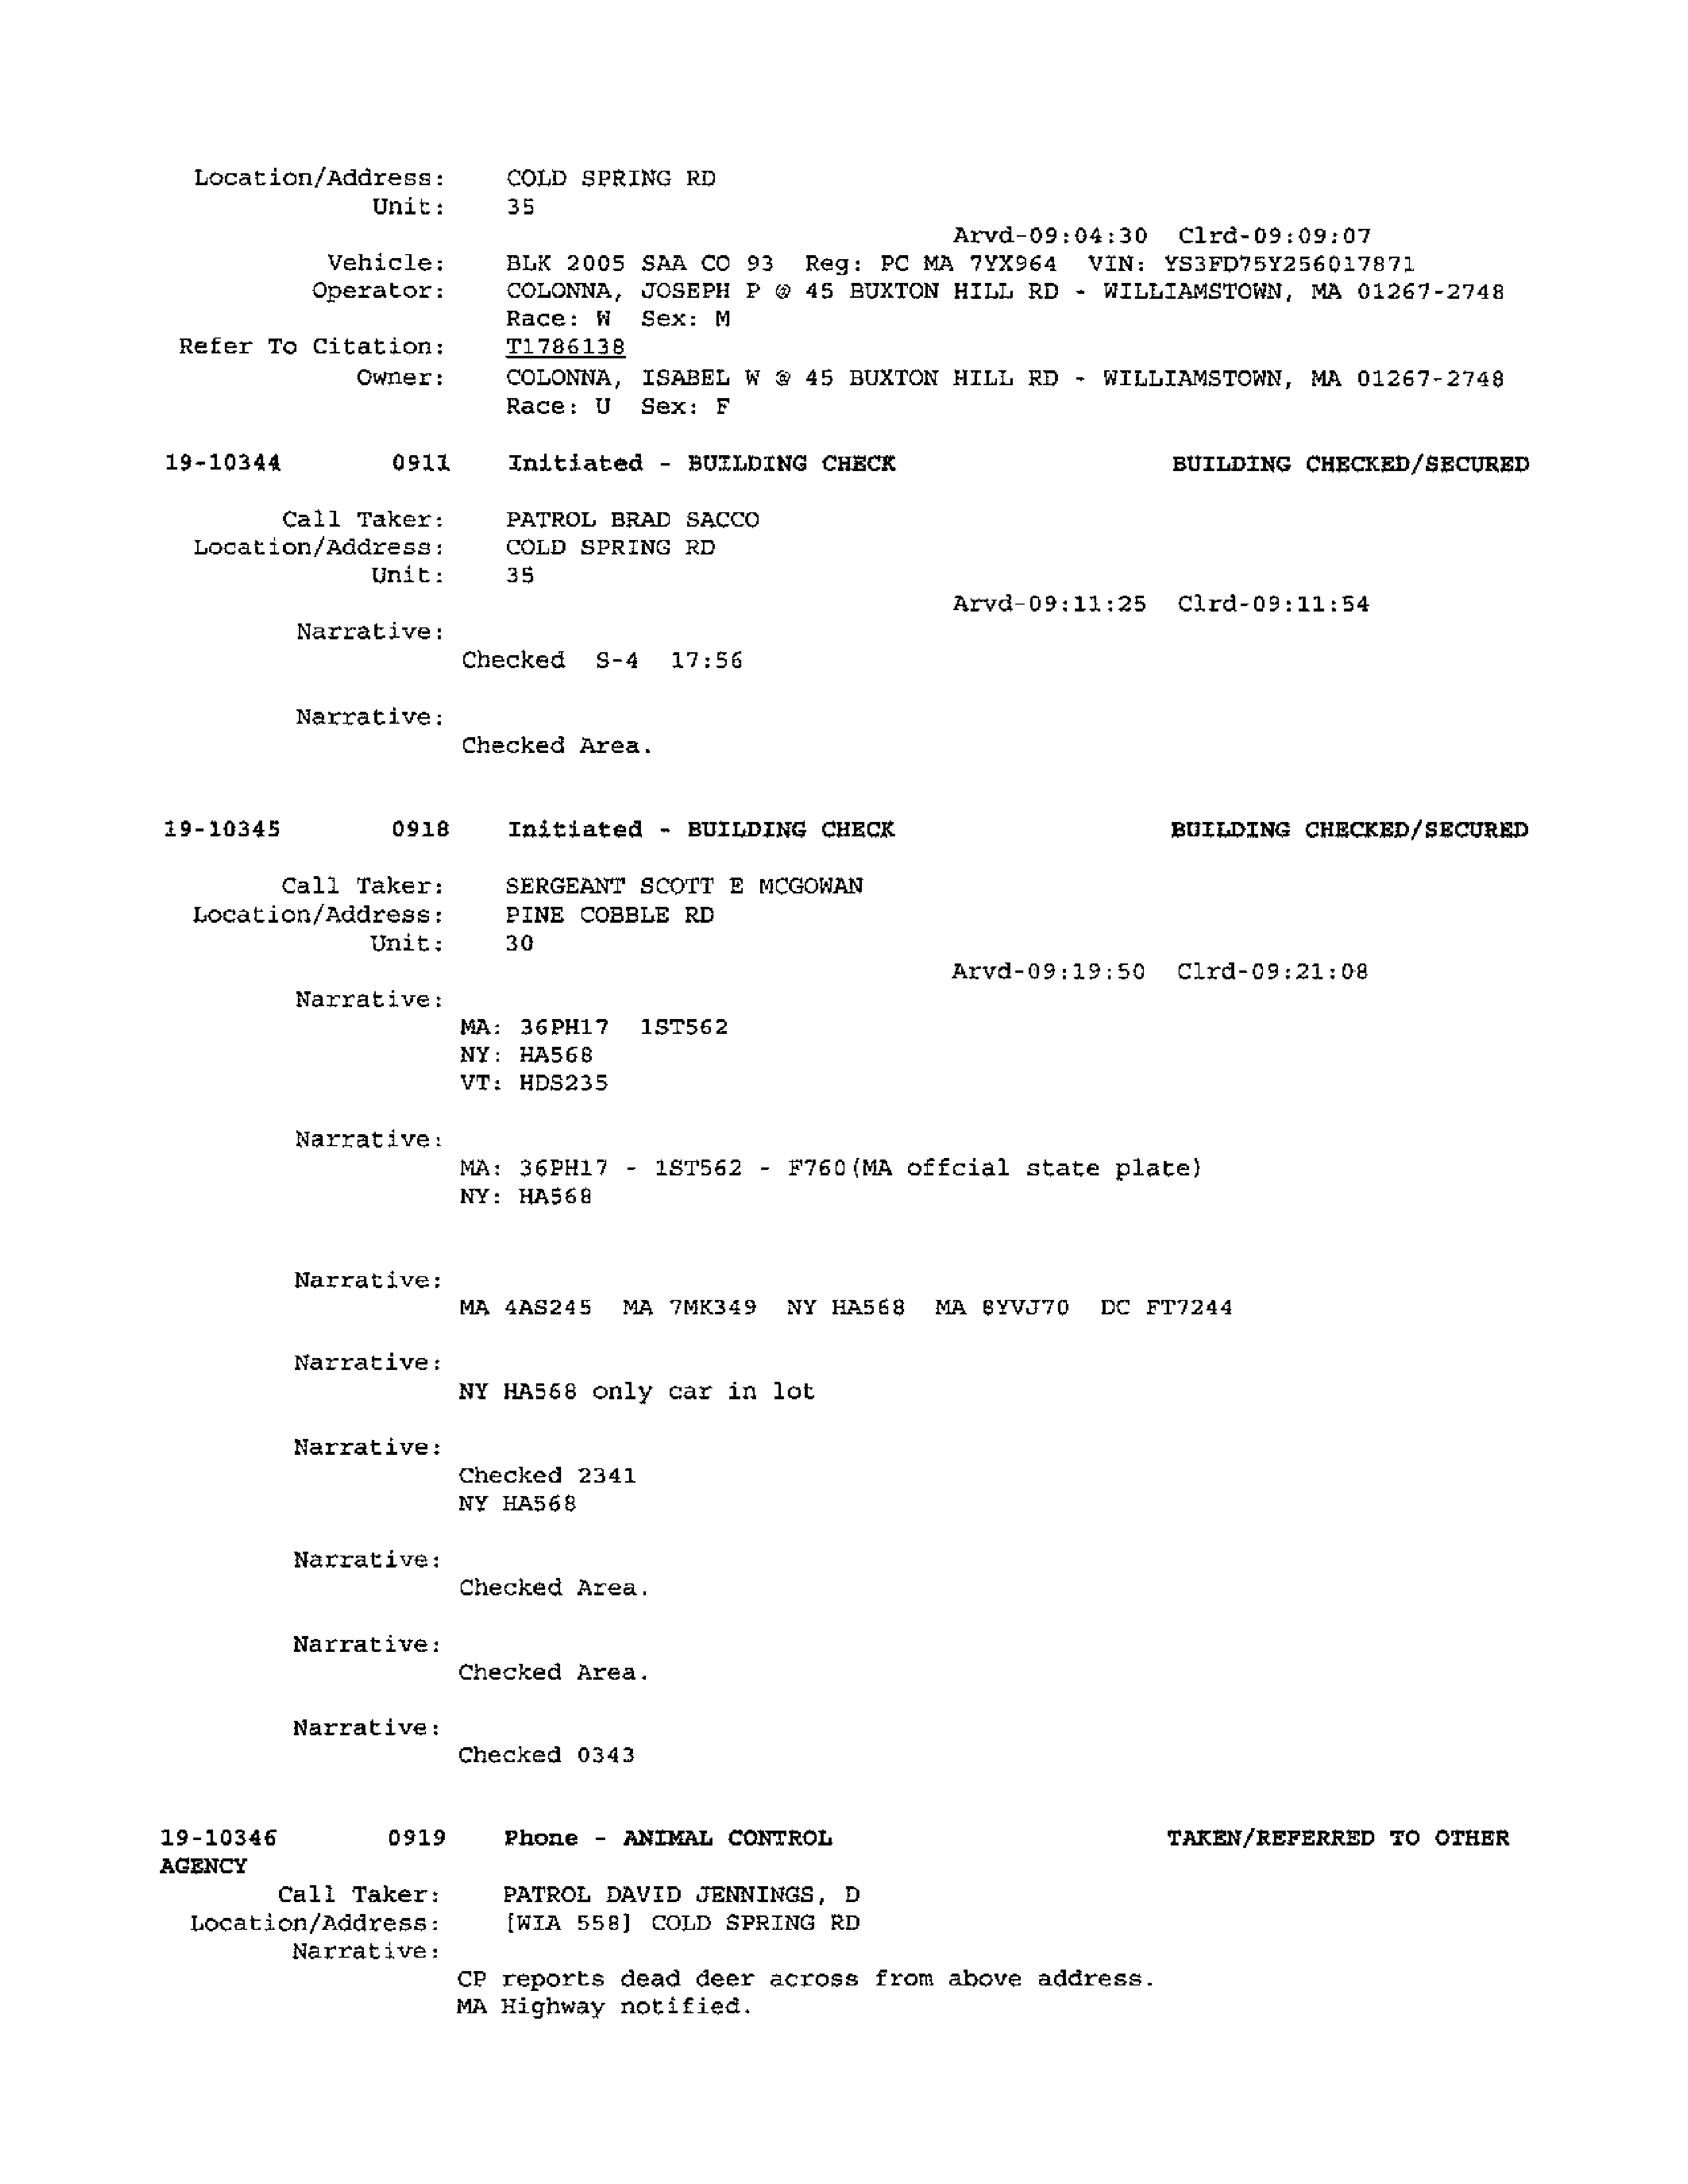 Location/Address: COLD SPRING RD
Unit: 35
Arvd-09:04:30 Clrd-09:09:07
Vehicle: BLK 2005 SAA CO 93 Reg: PC MA 7YX964 VIN: YS3FD75Y256017871
Operator: COLONNA, JOSEPH P @ 45 BUXTON HILL RD - WILLIAMSTOWN, MA 01267-2748
Race: W Sex: M
Refer To Citation: T1786138
Owner: COLONNA, ISABEL W @ 45 BUXTON HILL RD - WILLIAMSTOWN, MA 01267-2748
Race: U Sex: F
19-10344 0911 Initiated - BUILDING CHECK BUILDING CHECKED/SECURED
Call Taker: PATROL BRAD SACCO
Location/Address: COLD SPRING RD
Unit: 35
Arvd-09:11:25 Clrd-09:11:54
Narrative:
Checked S-4 17:56
Narrative:
Checked Area.
19-10345 0918 Initiated - BUILDING CHECK BUILDING CHECKED/SECURED
Call Taker: SERGEANT SCOTT E MCGOWAN
Location/Address: PINE COBBLE RD
Unit: 30
Arvd-09:19:50 Clrd-09:21:08
Narrative:
MA: 36PH17 1ST562
NY: HA568
VT: HDS235
Narrative:
MA: 36PH17 - 1ST562 - F760(MA offcial state plate)
NY: HA568
Narrative:
MA 4AS245 MA 7MK349 NY HA568 MA 8YVJ70 DC FT7244
Narrative:
NY HA568 only car in lot
Narrative:
Checked 2341
NY HA568
Narrative:
Checked Area.
Narrative:
Checked Area.
Narrative:
Checked 0343
19-10346 0919 Phone - ANIMAL CONTROL TAKEN/REFERRED TO OTHER
AGENCY
Call Taker: PATROL DAVID JENNINGS, D
Location/Address: [WIA 558] COLD SPRING RD
Narrative:
CP reports dead deer across from above address.
MA Highway notified.